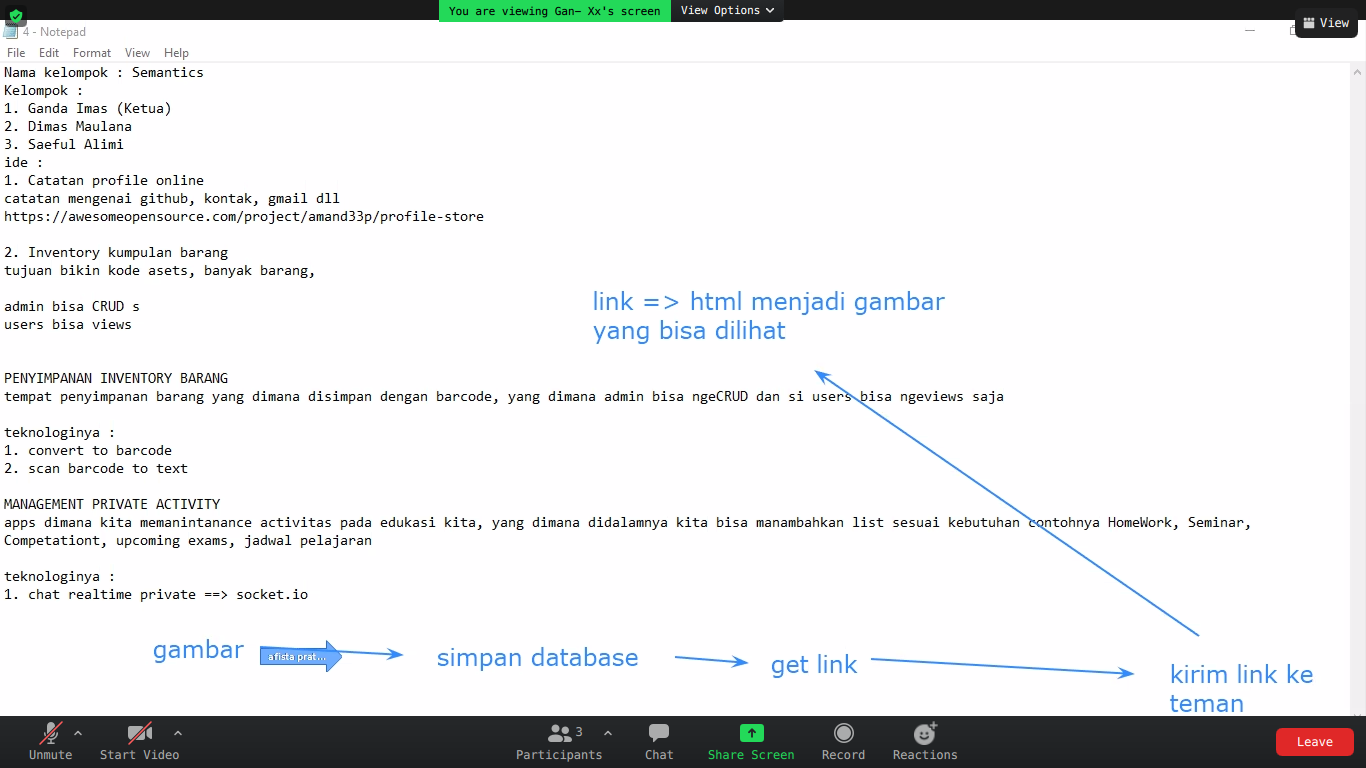 You are viewing Gan— Xx's screen
View Options
View
4 - Notepad
File Edit Format View Help
Nama kelompok : Semantics
Kelompok :
1. Ganda Imas (Ketua)
2. Dimas Maulana
3. Saeful Alimi
ide :
1. Catatan profile online
catatan mengenai github, kontak, gmail dll
https://awesomeopensource.com/project/amand33p/profile-store
2. Inventory kumpulan barang
tujuan bikin kode asets, banyak barang,
admin bisa CRUD s
users bisa views
link => html menjadi gambar
yang bisa dilihat
PENYIMPANAN INVENTORY BARANG
tempat penyimpanan barang yang dimana disimpan dengan barcode, yang dimana admin bisa ngeCRUD dan si users bisa ngeviews saja
teknologinya :
1. convert to barcode
2. scan barcode to text
MANAGEMENT PRIVATE ACTIVITY
apps dimana kita memanintanance activitas pada edukasi kita, yang dimana didalamnya kita bisa manambahkan list sesuai kebutuhan contohnya HomeWork, Seminar,
Competationt, upcoming exams, jadwal pelajaran
teknologinya :
1. chat realtime private ==> socket.io
gambar
afista prat...
simpan database
get link
kirim link ke
teman
Unmute
Start Video
Participants
3
Chat
Share Screen
Record
Reactions
Leave